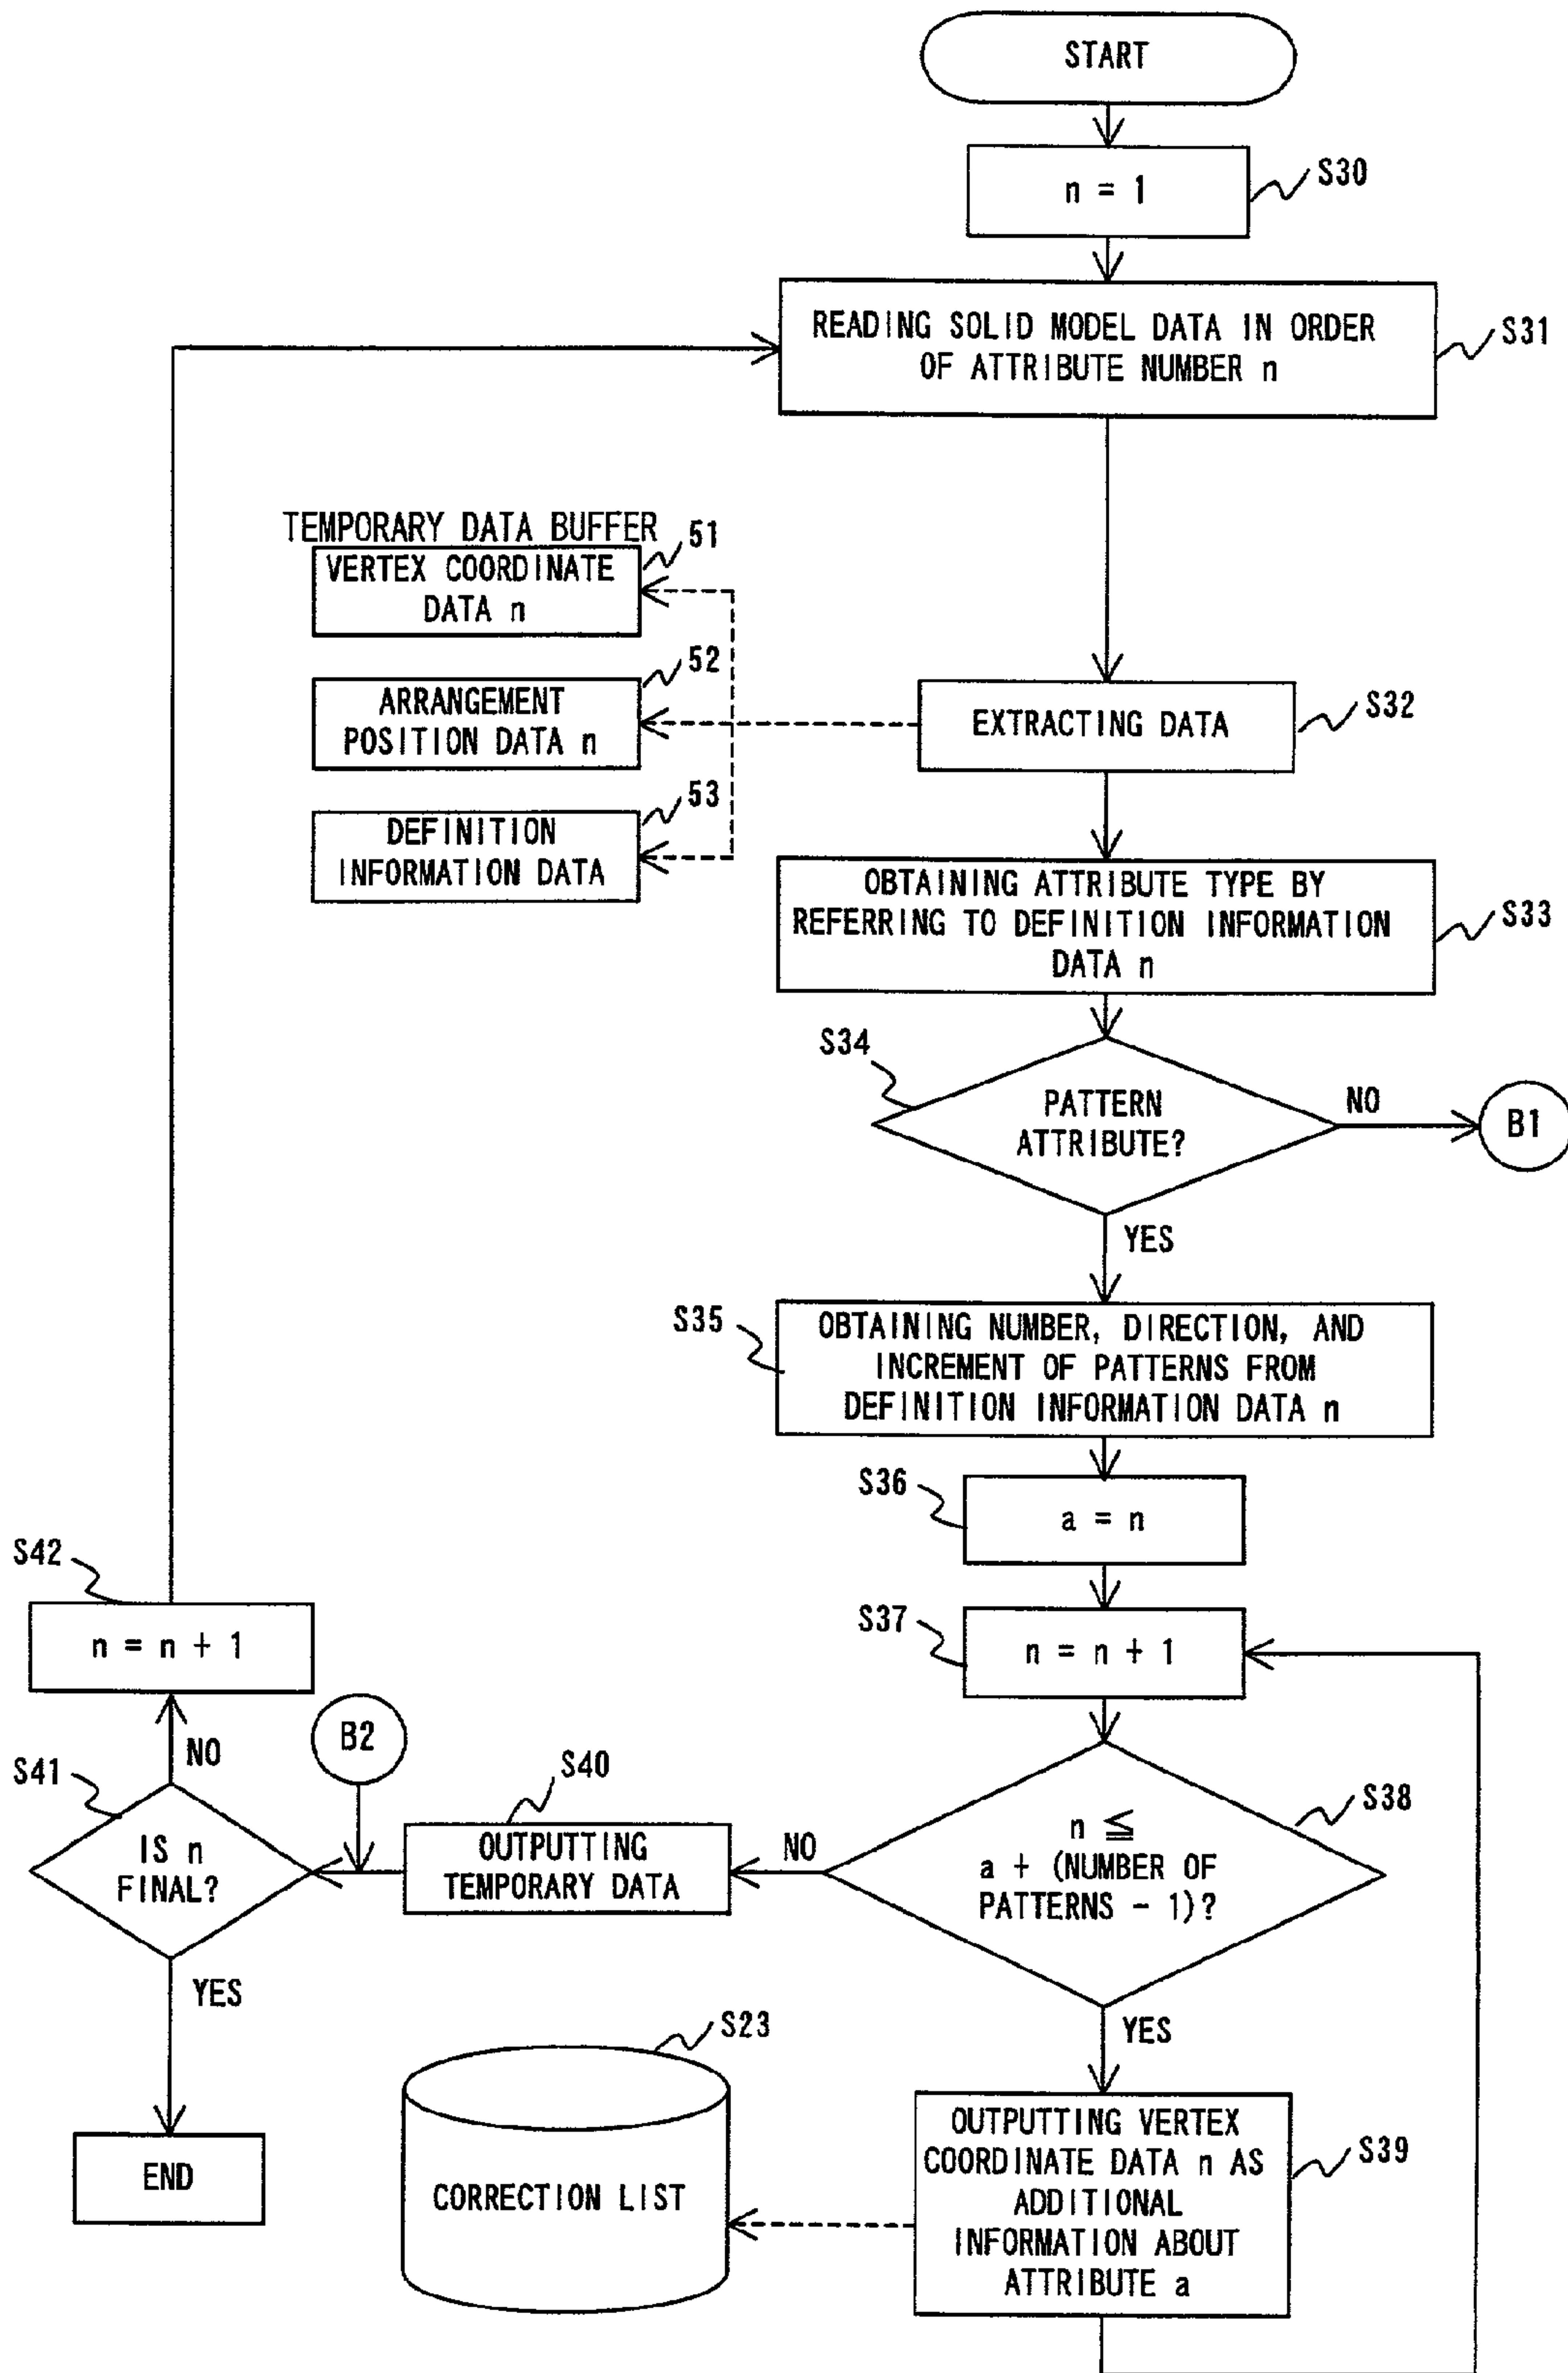 START
n = 1
S30
READING SOLID MODEL DATA IN ORDER
OF ATTRIBUTE NUMBER n
S31
TEMPORARY DATA BUFFER
51
VERTEX COORDINATE
DATA n
52
ARRANGEMENT
POSITION DATA n
EXTRACTING DATA
S32
53
DEFINITION
INFORMATION DATA
OBTAINING ATTRIBUTE TYPE BY
REFERRING TO DEFINITION INFORMATION
DATA n
S33
S34
PATTERN
ATTRIBUTE?
NO
B1
YES
S35
OBTAINING NUMBER, DIRECTION, AND
INCREMENT OF PATTERNS FROM
DEFINITION INFORMATION DATA n
S36
a = n
S37
n = n + 1
S42
n = n + 1
NO
B2
S41
IS n
FINAL?
S40
OUTPUTTING
TEMPORARY DATA
NO
n ≦
a + (NUMBER OF
PATTERNS - 1)?
S38
YES
YES
END
S23
CORRECTION LIST
OUTPUTTING VERTEX
COORDINATE DATA n AS
ADDITIONAL
INFORMATION ABOUT
ATTRIBUTE a
S39